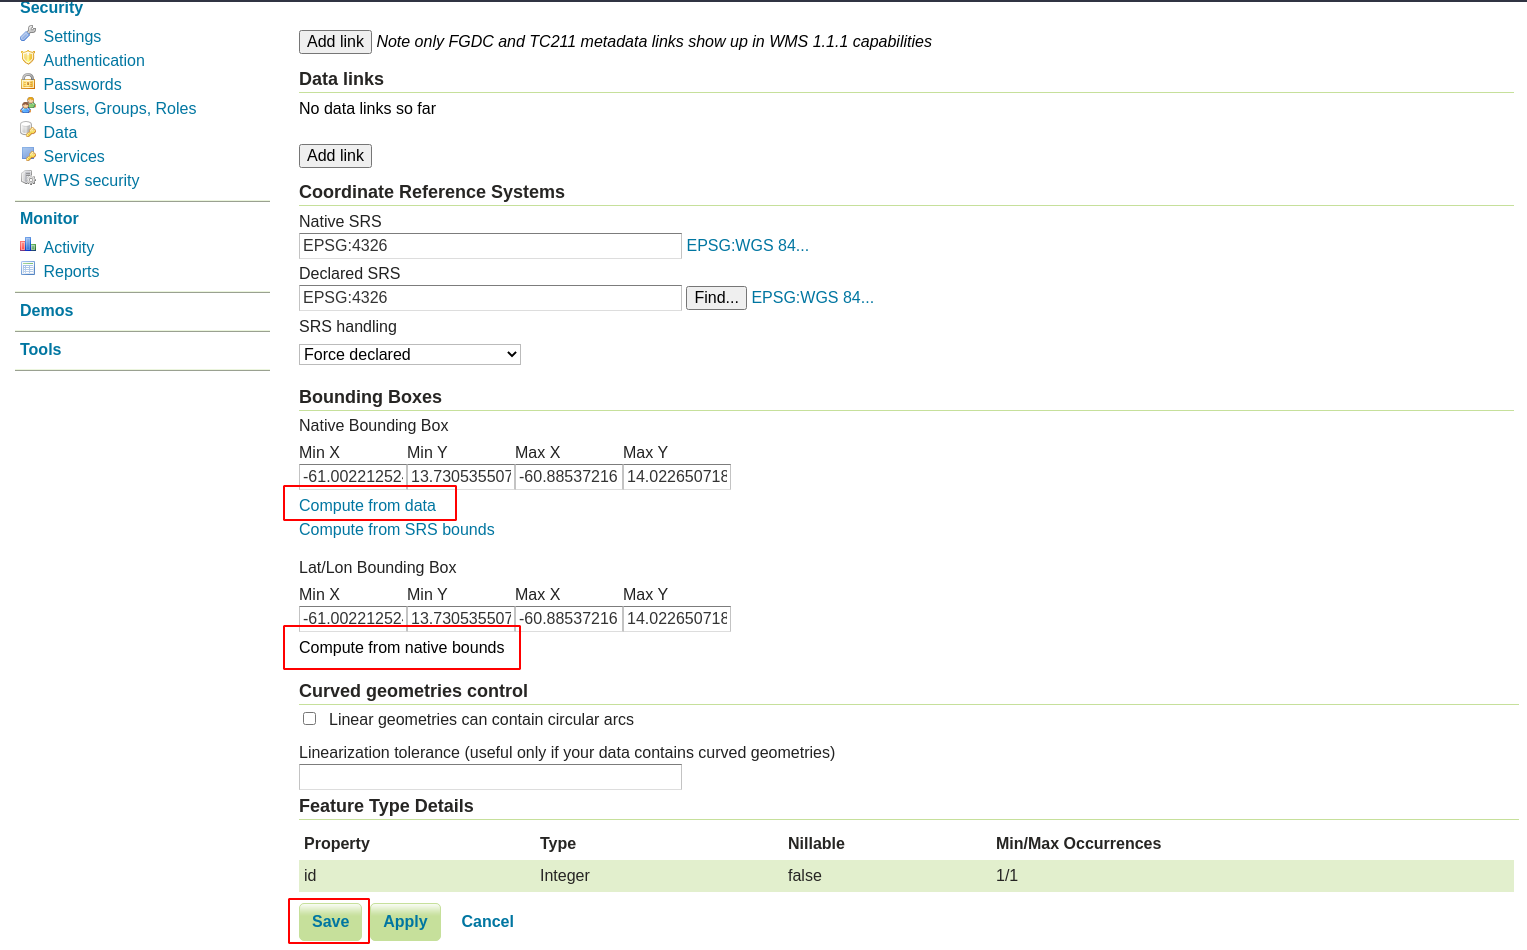 Security
Settings
Authentication
Passwords
Users, Groups, Roles
Data
Services
WPS security
Monitor
Activity
Reports
Demos
Tools
Add link Note only FGDC and TC211 metadata links show up in WMS 1.1.1 capabilities
Data links
No data links so far
Add link
Coordinate Reference Systems
Native SRS
EPSG:4326 EPSG:WGS 84...
Declared SRS
EPSG:4326 Find... EPSG:WGS 84...
SRS handling
Force declared
Bounding Boxes
Native Bounding Box
Min X Min Y Max X Max Y
-61.002212524 13.730535507 -60.88537216 14.022650718
Compute from data
Compute from SRS bounds
Lat/Lon Bounding Box
Min X Min Y Max X Max Y
-61.002212524 13.730535507 -60.88537216 14.022650718
Compute from native bounds
Curved geometries control
Linear geometries can contain circular arcs
Linearization tolerance (useful only if your data contains curved geometries)
Feature Type Details
Property Type Nillable Min/Max Occurrences
id Integer false 1/1
Save Apply Cancel